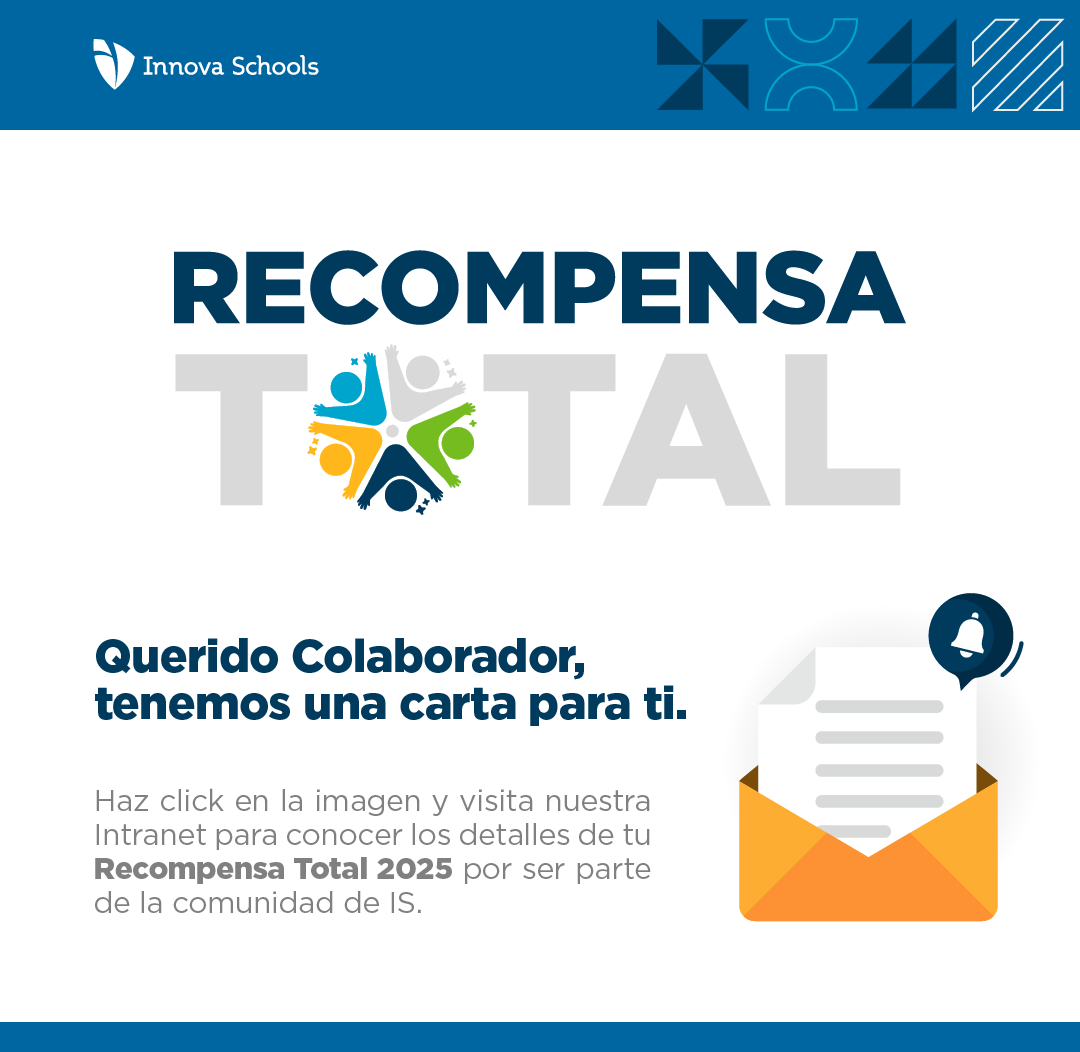 Innova Schools
RECOMPENSA
TOTAL
Querido Colaborador,
tenemos una carta para ti.
Haz click en la imagen y visita nuestra
Intranet para conocer los detalles de tu
Recompensa Total 2025 por ser parte
de la comunidad de IS.